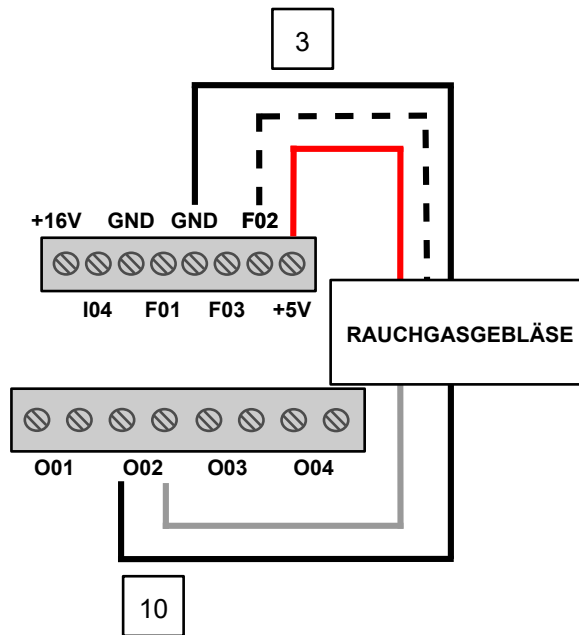 3
+16V GND GND F02
I04 F01 F03 +5V
RAUCHGASGEBLÄSE
O01 O02 O03 O04
10